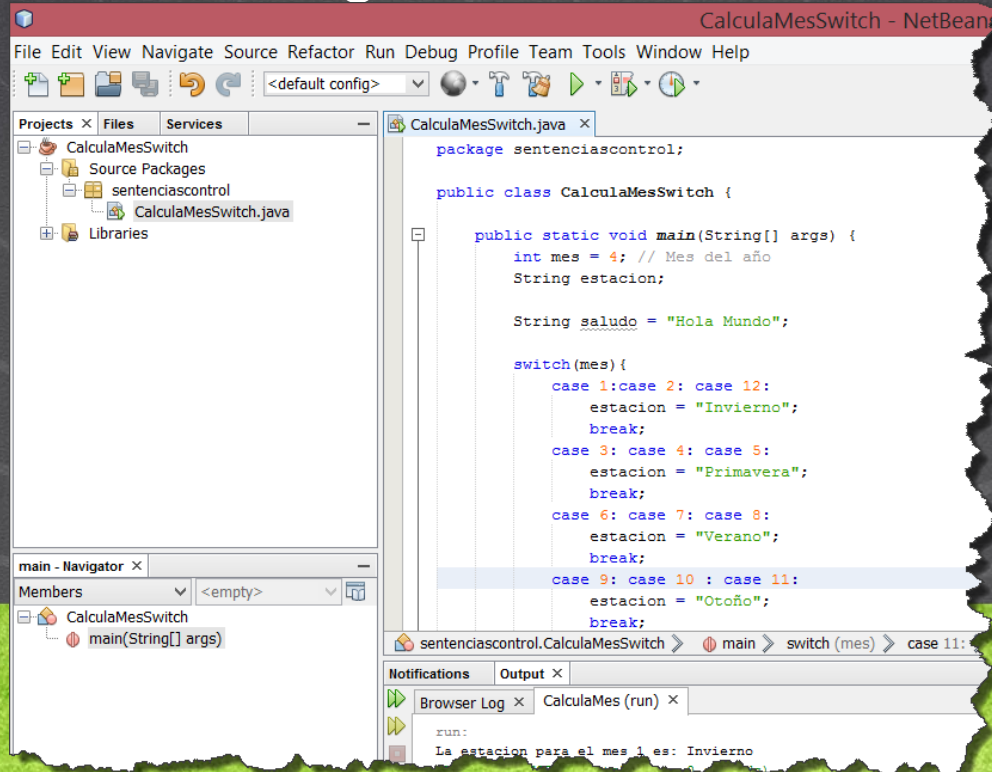 CalculaMesSwitch - NetBeans
File Edit View Navigate Source Refactor Run Debug Profile Team Tools Window Help
<default config>
Projects Files Services
CalculaMesSwitch
Source Packages
sentenciascontrol
CalculaMesSwitch.java
Libraries
CalculaMesSwitch.java
package sentenciascontrol;
public class CalculaMesSwitch {
public static void main(String[] args) {
int mes = 4; // Mes del año
String estacion;
String saludo = "Hola Mundo";
switch(mes){
case 1:case 2: case 12:
estacion = "Invierno";
break;
case 3: case 4: case 5:
estacion = "Primavera";
break;
case 6: case 7: case 8:
estacion = "Verano";
break;
case 9: case 10 : case 11:
estacion = "Otoño";
break;
main - Navigator
Members <empty>
CalculaMesSwitch
main(String[] args)
sentenciascontrol.CalculaMesSwitch main switch (mes) case 11:
Notifications Output
Browser Log CalculaMes (run)
run:
La estacion para el mes 1 es: Invierno